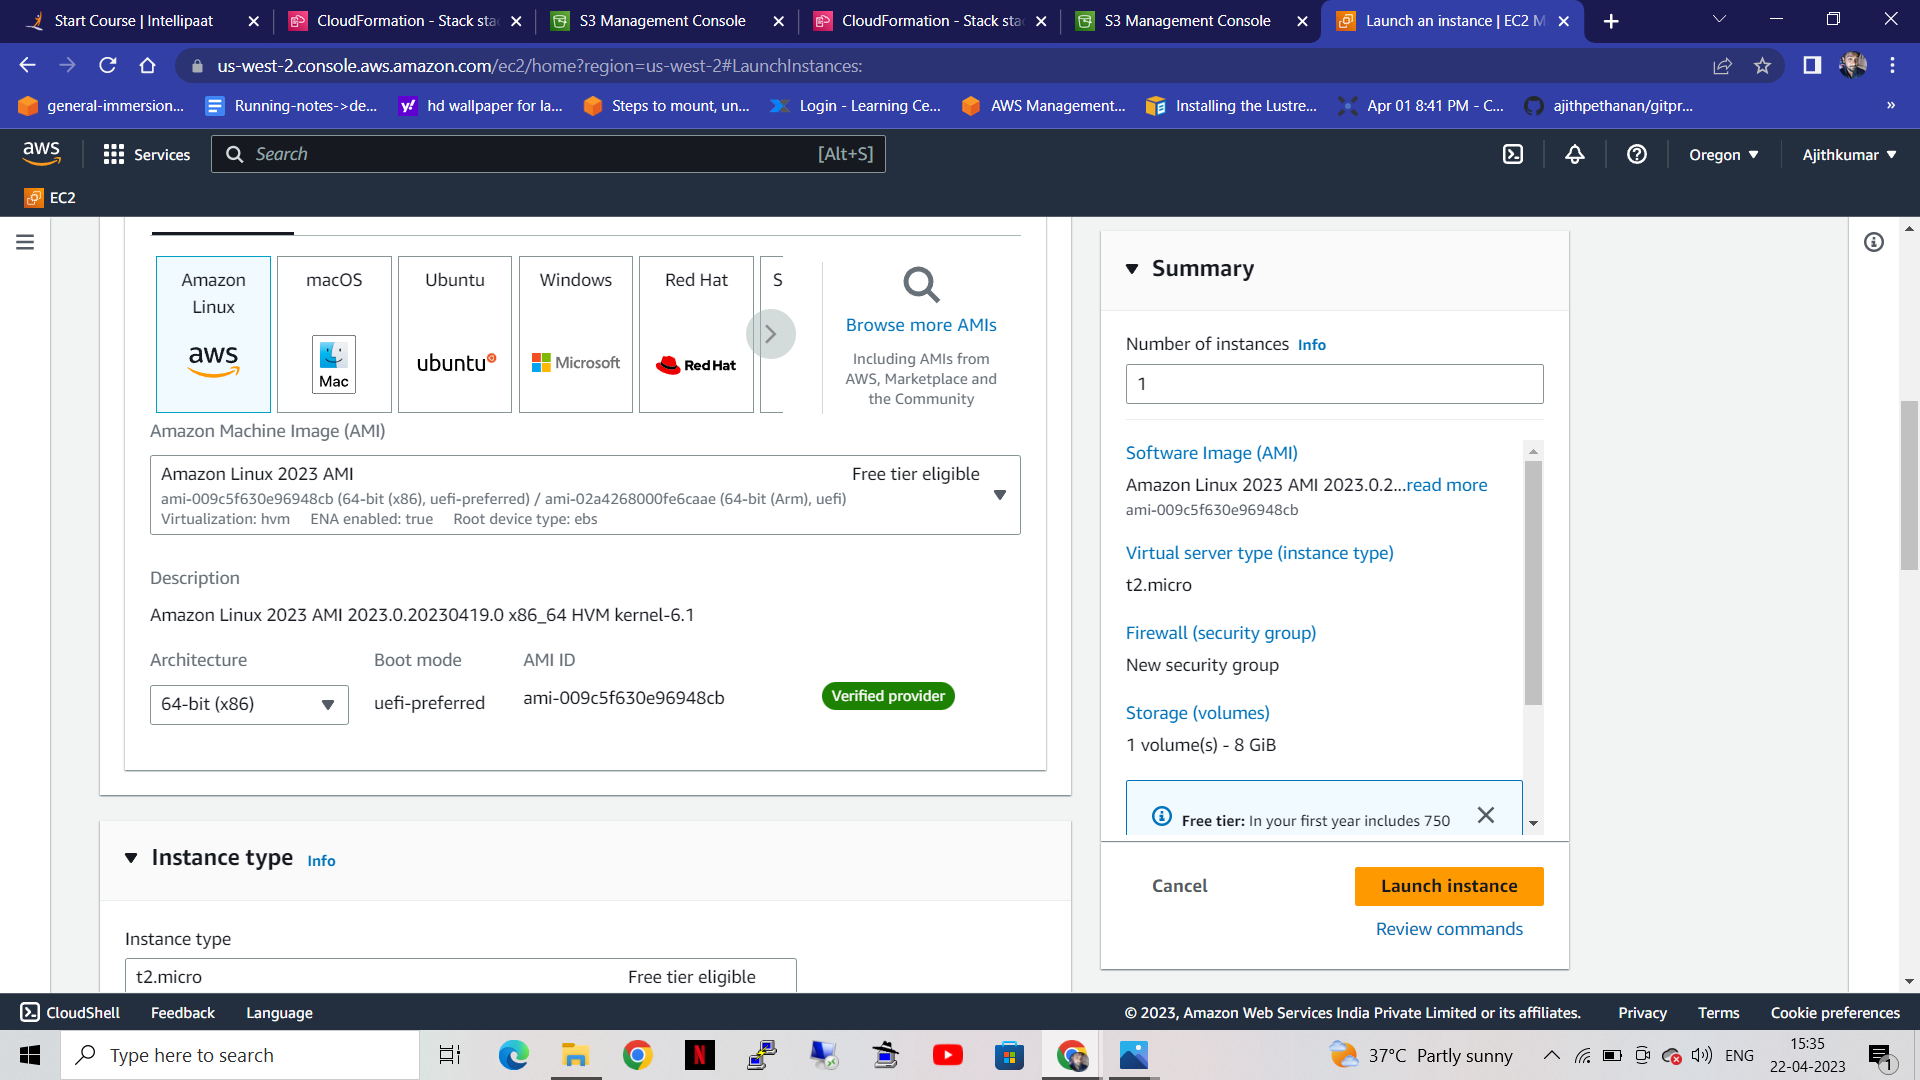 Start Course | Intellipaat
CloudFormation - Stack sta
S3 Management Console
CloudFormation - Stack sta
S3 Management Console
Launch an instance | EC2 M
us-west-2.console.aws.amazon.com/ec2/home?region=us-west-2#LaunchInstances:
general-immersion...
Running-notes->de...
hd wallpaper for la...
Steps to mount, un...
Login - Learning Ce...
AWS Management...
Installing the Lustre...
Apr 01 8:41 PM - C...
ajithpethanan/gitpr...
»
aws
Services
Search
[Alt+S]
Oregon
Ajithkumar
EC2
Amazon
Linux
aws
macOS
Mac
Ubuntu
ubuntu
Windows
Microsoft
Red Hat
Red Hat
S
Browse more AMIs
Including AMIs from
AWS, Marketplace and
the Community
Amazon Machine Image (AMI)
Amazon Linux 2023 AMI
Free tier eligible
ami-009c5f630e96948cb (64-bit (x86), uefi-preferred) / ami-02a4268000fe6caae (64-bit (Arm), uefi)
Virtualization: hvm ENA enabled: true Root device type: ebs
Description
Amazon Linux 2023 AMI 2023.0.20230419.0 x86_64 HVM kernel-6.1
Architecture
Boot mode
AMI ID
64-bit (x86)
uefi-preferred
ami-009c5f630e96948cb
Verified provider
Instance type Info
Instance type
t2.micro
Free tier eligible
Summary
Number of instances Info
1
Software Image (AMI)
Amazon Linux 2023 AMI 2023.0.2...read more
ami-009c5f630e96948cb
Virtual server type (instance type)
t2.micro
Firewall (security group)
New security group
Storage (volumes)
1 volume(s) - 8 GiB
Free tier: In your first year includes 750
Cancel
Launch instance
Review commands
CloudShell
Feedback
Language
© 2023, Amazon Web Services India Private Limited or its affiliates.
Privacy
Terms
Cookie preferences
Type here to search
N
37°C Partly sunny
ENG
15:35
22-04-2023
1